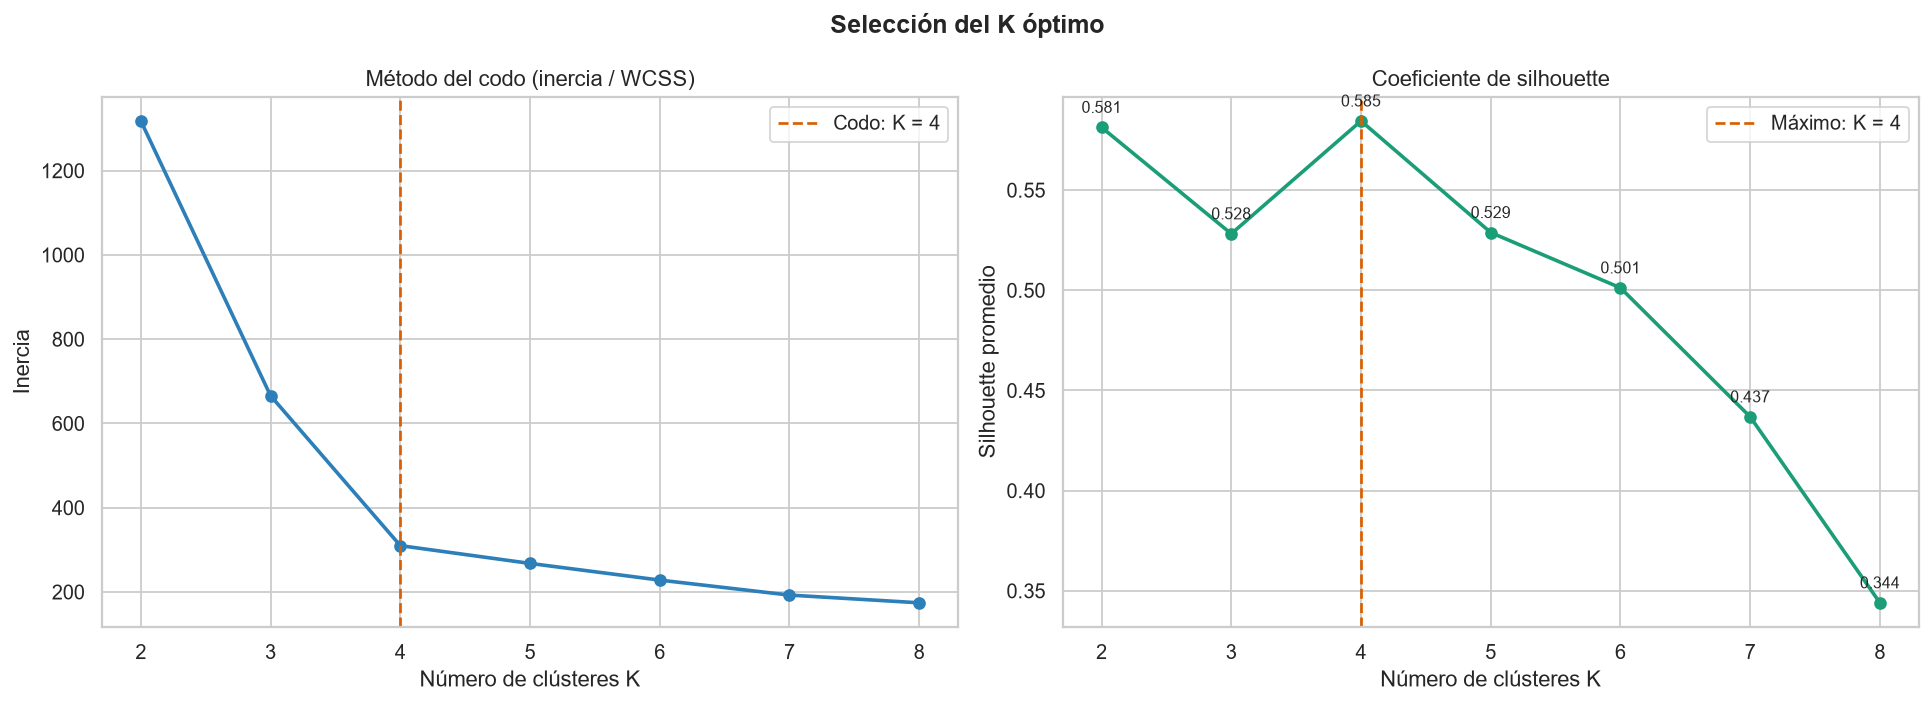 Selección del K óptimo
Método del codo (inercia / WCSS)
Codo: K = 4
Inercia
1200
1000
800
600
400
200
2 3 4 5 6 7 8
Número de clústeres K
Coeficiente de silhouette
Máximo: K = 4
Silhouette promedio
0.55
0.50
0.45
0.40
0.35
0.581
0.528
0.585
0.529
0.501
0.437
0.344
2 3 4 5 6 7 8
Número de clústeres K